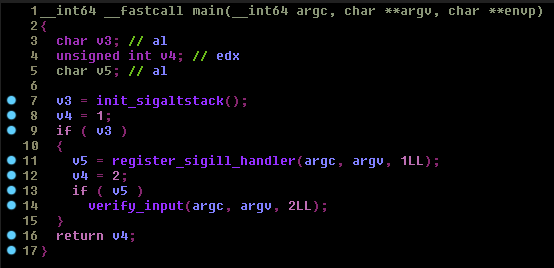 1 __int64 __fastcall main(__int64 argc, char **argv, char **envp)
2 {
3 char v3; // al
4 unsigned int v4; // edx
5 char v5; // al
6
7 v3 = init_sigaltstack();
8 v4 = 1;
9 if ( v3 )
10 {
11 v5 = register_sigill_handler(argc, argv, 1LL);
12 v4 = 2;
13 if ( v5 )
14 verify_input(argc, argv, 2LL);
15 }
16 return v4;
17 }